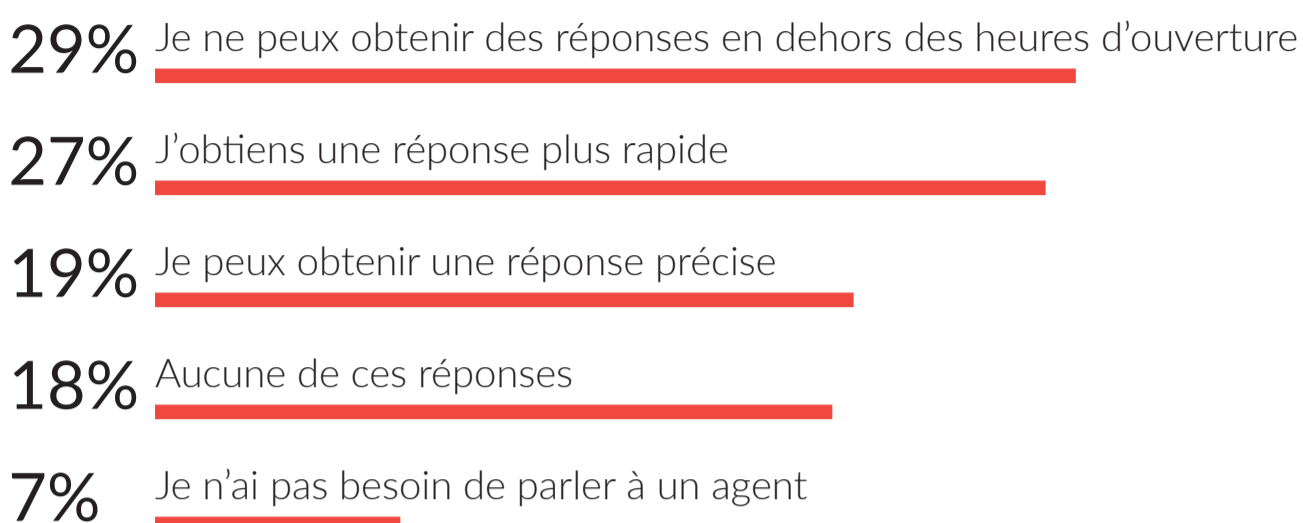 29% Je ne peux obtenir des réponses en dehors des heures d’ouverture
27% J’obtiens une réponse plus rapide
19% Je peux obtenir une réponse précise
18% Aucune de ces réponses
7% Je n’ai pas besoin de parler à un agent